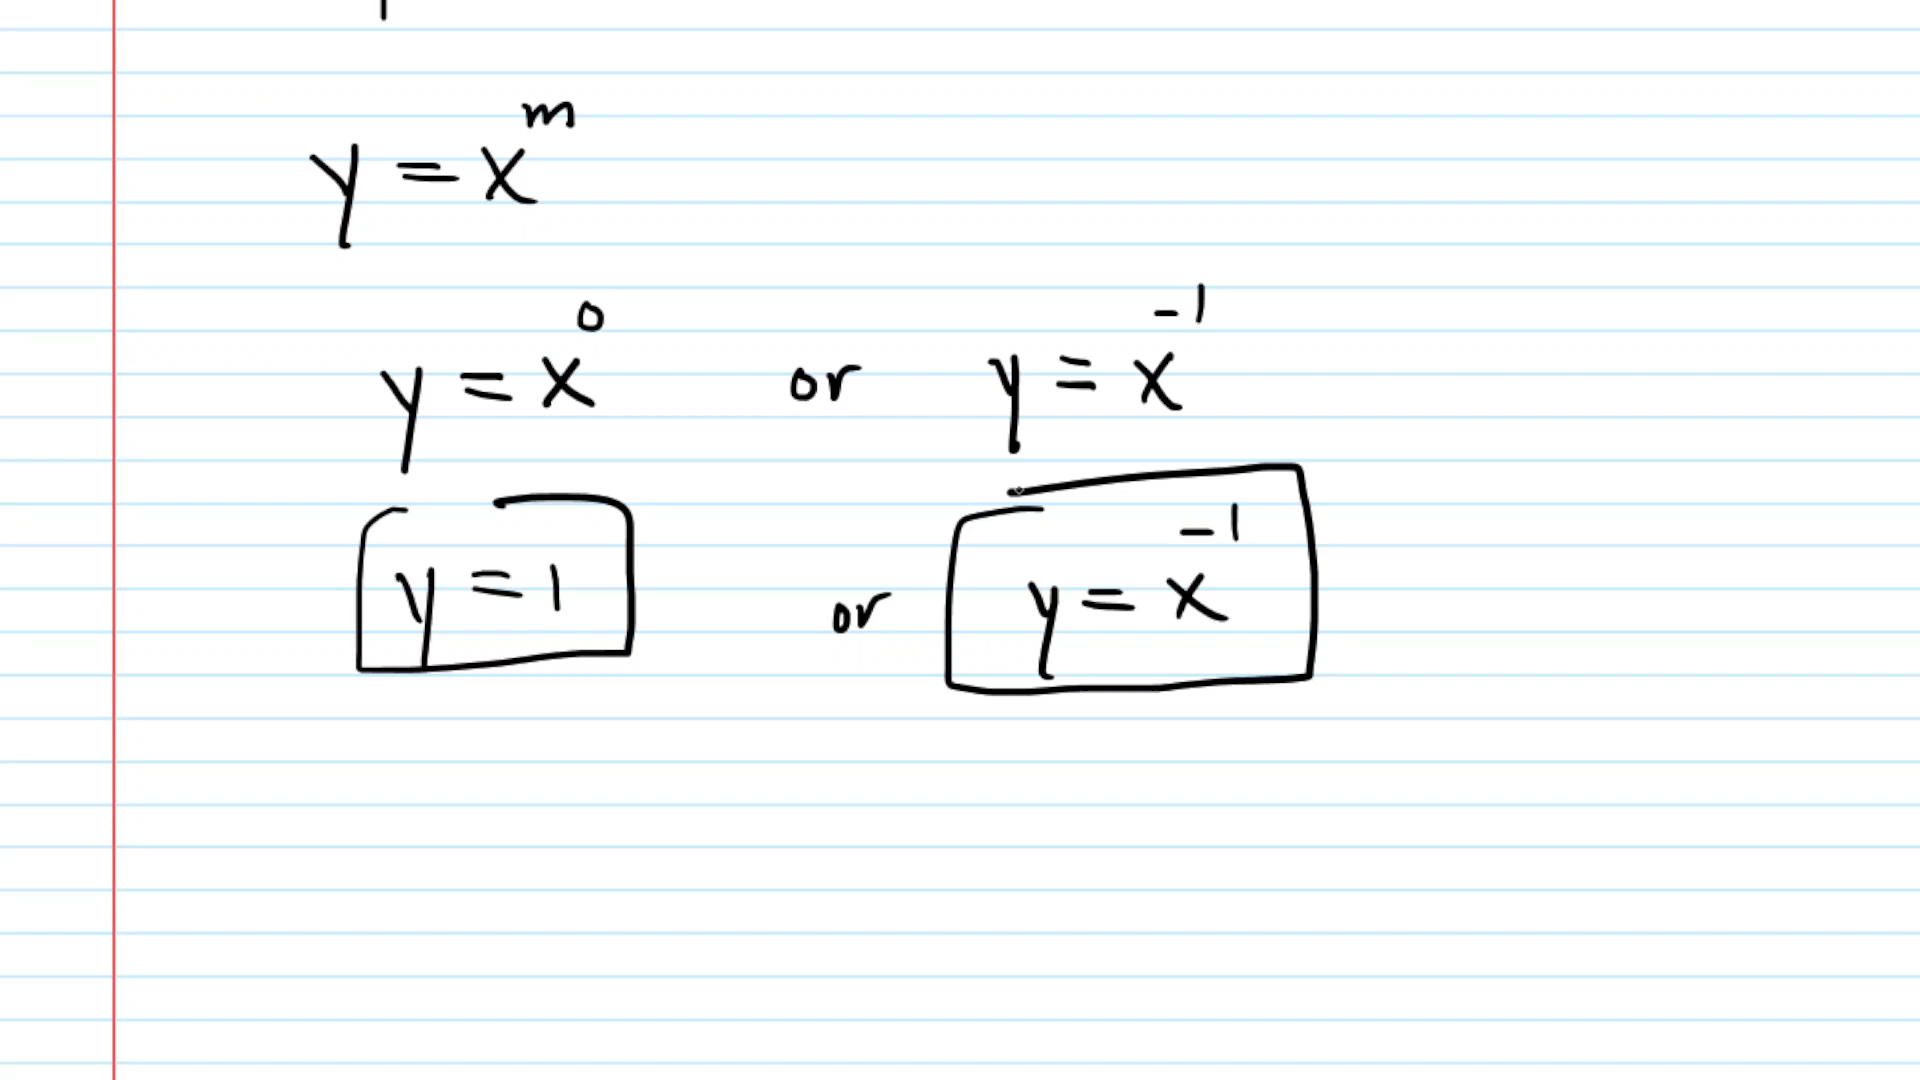 y = x^m
y = x^0 or y = x^-1
y = 1 or y = x^-1